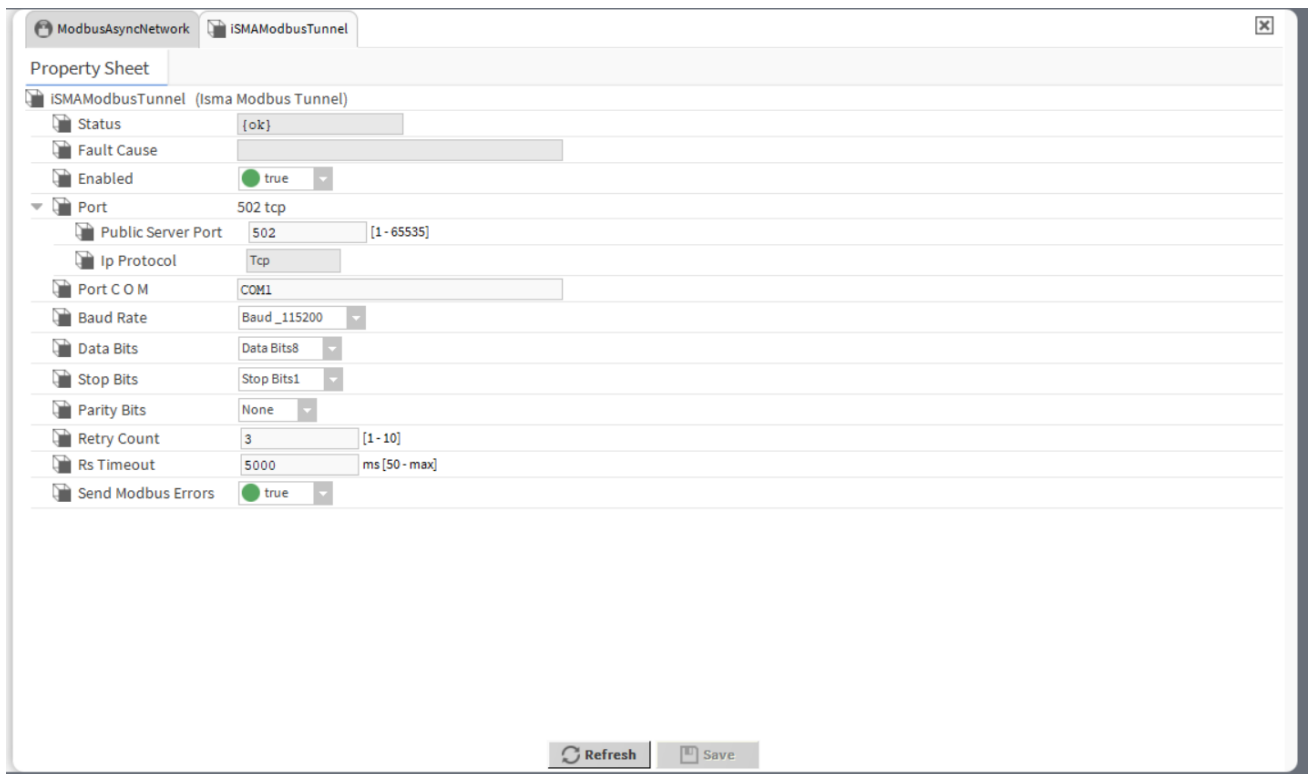 ModbusAsyncNetwork iSMAModbusTunnel
Property Sheet
iSMAModbusTunnel (Isma Modbus Tunnel)
Status {ok}
Fault Cause
Enabled true
Port 502 tcp
Public Server Port 502 [1 - 65535]
Ip Protocol Tcp
Port C O M COM1
Baud Rate Baud _115200
Data Bits Data Bits8
Stop Bits Stop Bits1
Parity Bits None
Retry Count 3 [1 - 10]
Rs Timeout 5000 ms [50 - max]
Send Modbus Errors true
Refresh Save